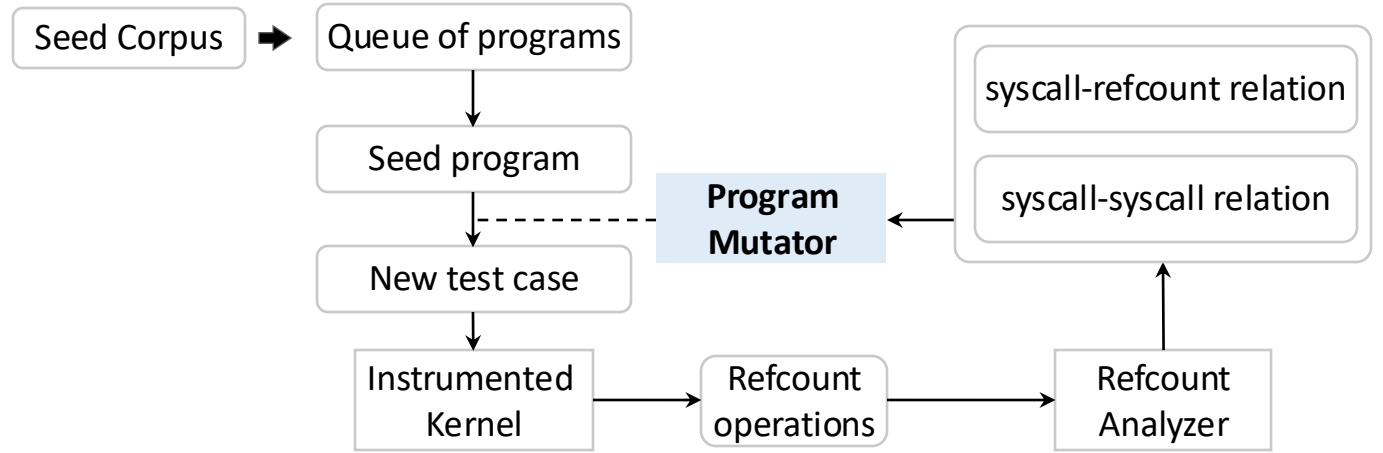 Seed Corpus
Queue of programs
Seed program
New test case
Instrumented
Kernel
Refcount
operations
Refcount
Analyzer
syscall-refcount relation
syscall-syscall relation
Program
Mutator